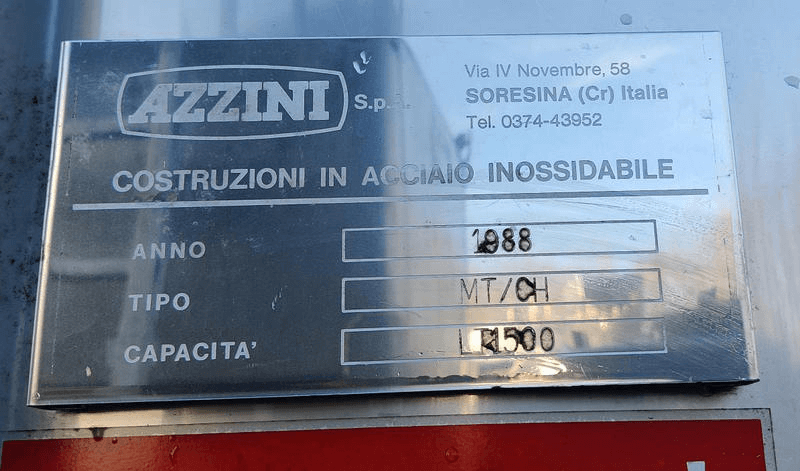 AZZINI S.p.A.
Via IV Novembre, 58
SORESINA (Cr) Italia
Tel. 0374-43952
COSTRUZIONI IN ACCIAIO INOSSIDABILE
ANNO 1988
TIPO MT/CH
CAPACITA' LT1500